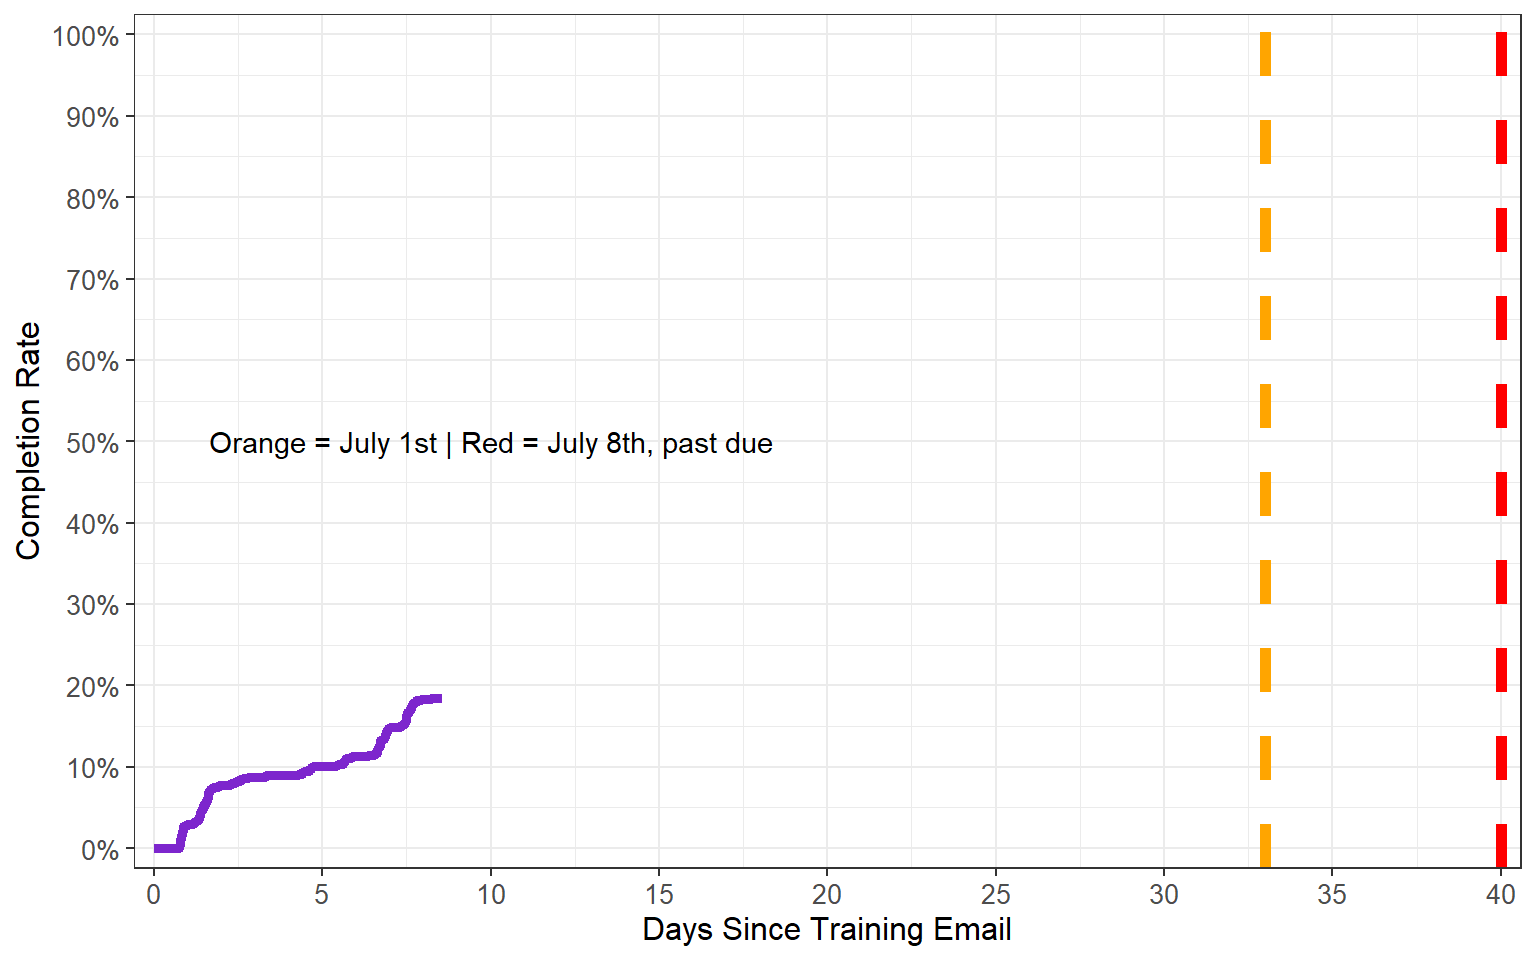 100%
90%
80%
70%
60%
50%
40%
30%
20%
10%
0%
Completion Rate
Orange = July 1st | Red = July 8th, past due
0 5 10 15 20 25 30 35 40
Days Since Training Email